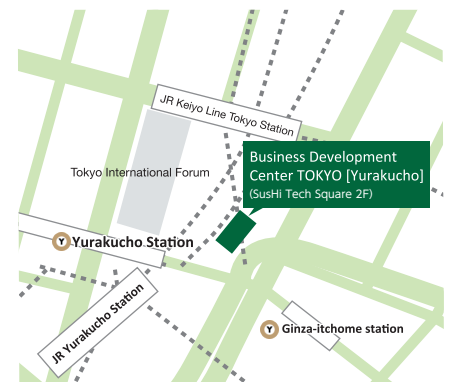 JR Keiyo Line Tokyo Station
Business Development
Center TOKYO [Yurakucho]
(SusHi Tech Square 2F)
Tokyo International Forum
Y Yurakucho Station
JR Yurakucho Station
Y Ginza-itchome station